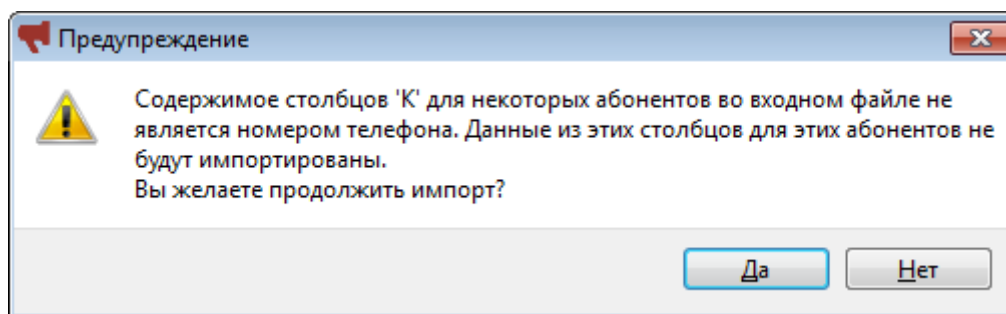 Предупреждение
Содержимое столбцов 'К' для некоторых абонентов во входном файле не
является номером телефона. Данные из этих столбцов для этих абонентов не
будут импортированы.
Вы желаете продолжить импорт?
Да
Нет